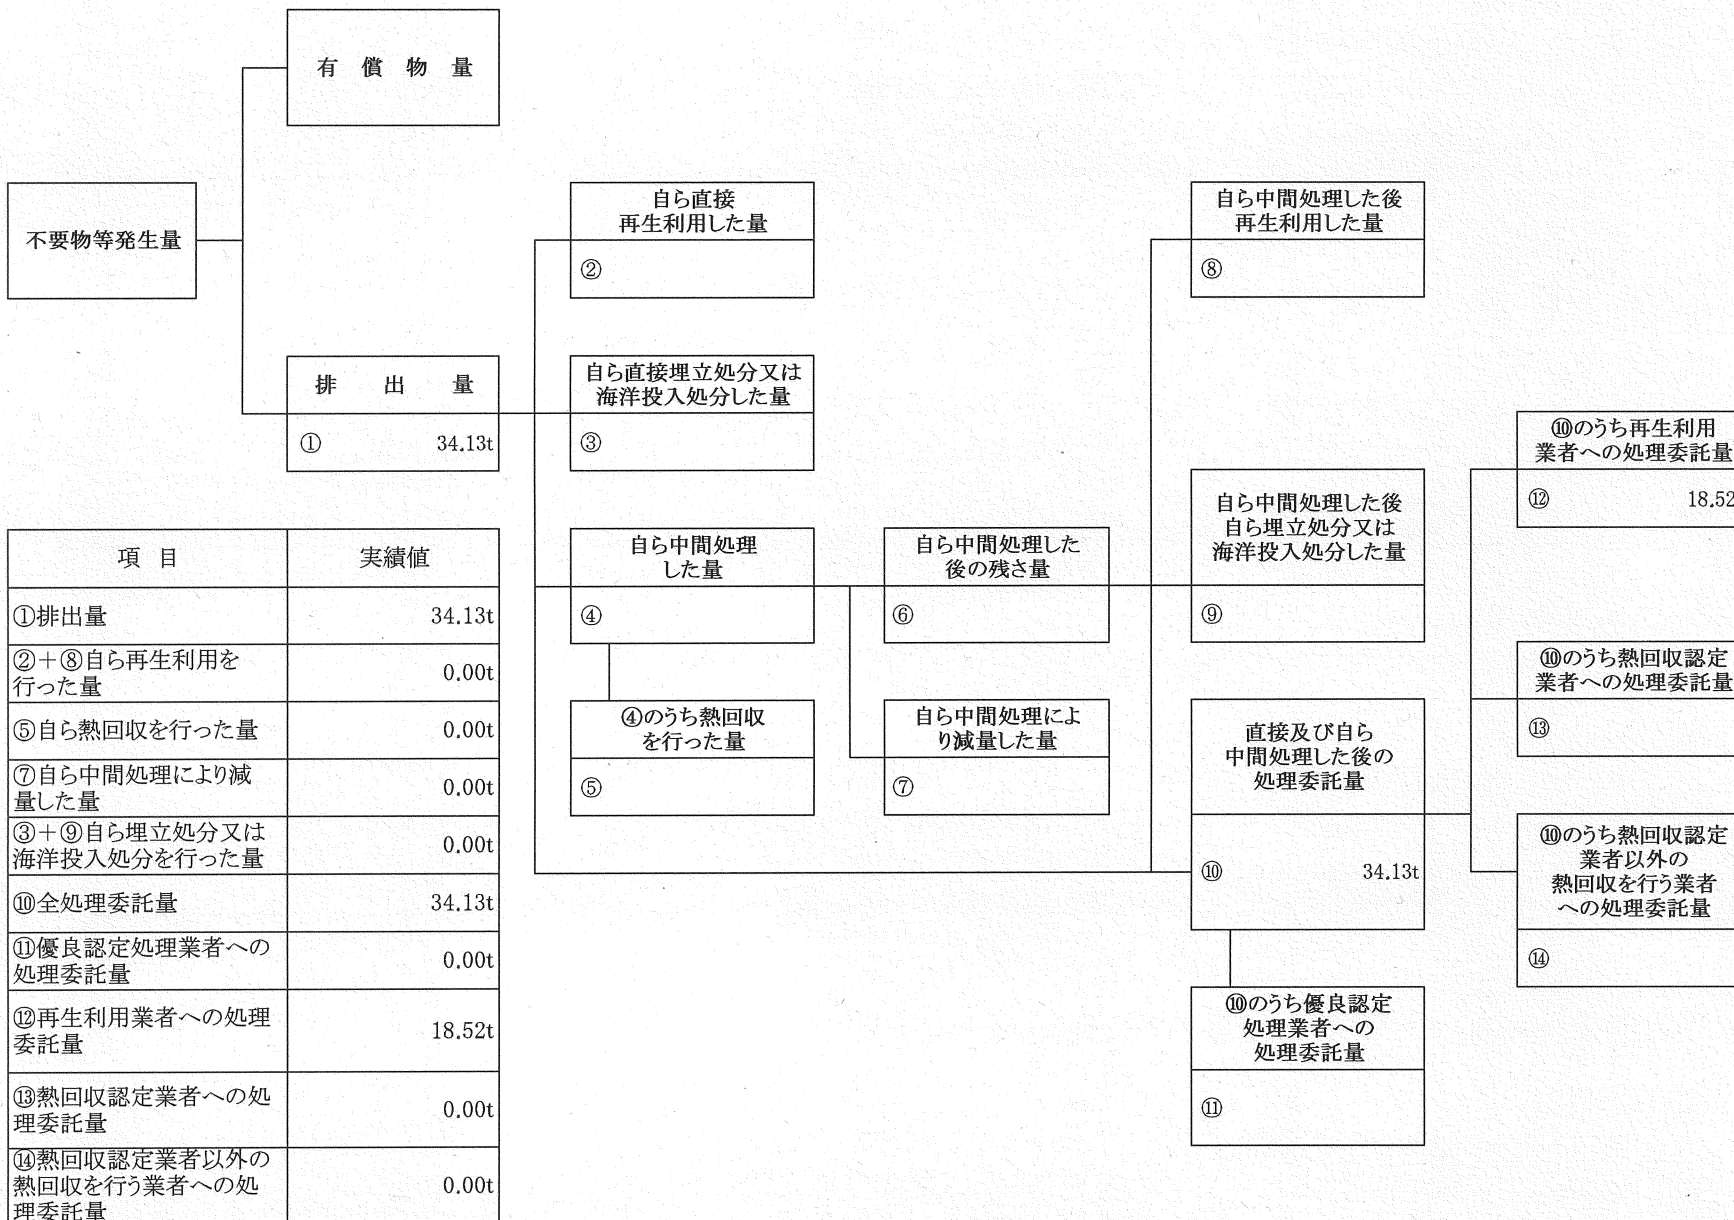 有 償 物 量
不要物等発生量
排 出 量
① 34.13t
自ら直接
再生利用した量
②
自ら直接埋立処分又は
海洋投入処分した量
③
自ら中間処理
した量
④
④のうち熱回収
を行った量
⑤
自ら中間処理した
後の残さ量
⑥
自ら中間処理によ
り減量した量
⑦
自ら中間処理した後
再生利用した量
⑧
自ら中間処理した後
自ら埋立処分又は
海洋投入処分した量
⑨
直接及び自ら
中間処理した後の
処理委託量
⑩ 34.13t
⑩のうち優良認定
処理業者への
処理委託量
⑪
⑩のうち再生利用
業者への処理委託量
⑫ 18.52
⑩のうち熱回収認定
業者への処理委託量
⑬
⑩のうち熱回収認定
業者以外の
熱回収を行う業者
への処理委託量
⑭
項 目 実績値
①排出量 34.13t
②+⑧自ら再生利用を
行った量 0.00t
⑤自ら熱回収を行った量 0.00t
⑦自ら中間処理により減
量した量 0.00t
③+⑨自ら埋立処分又は
海洋投入処分を行った量 0.00t
⑩全処理委託量 34.13t
⑪優良認定処理業者への
処理委託量 0.00t
⑫再生利用業者への処理
委託量 18.52t
⑬熱回収認定業者への処
理委託量 0.00t
⑭熱回収認定業者以外の
熱回収を行う業者への処
理委託量 0.00t